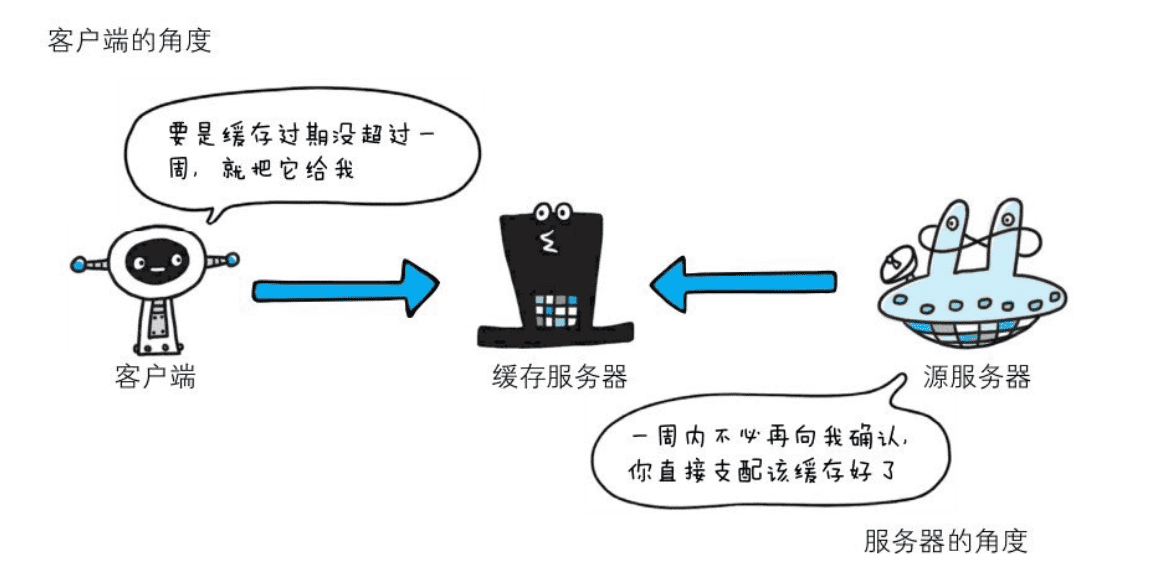 客户端的角度
要是缓存过期没超过一
周，就把它给我
客户端
缓存服务器
源服务器
一周内不必再向我确认，
你直接支配该缓存好了
服务器的角度